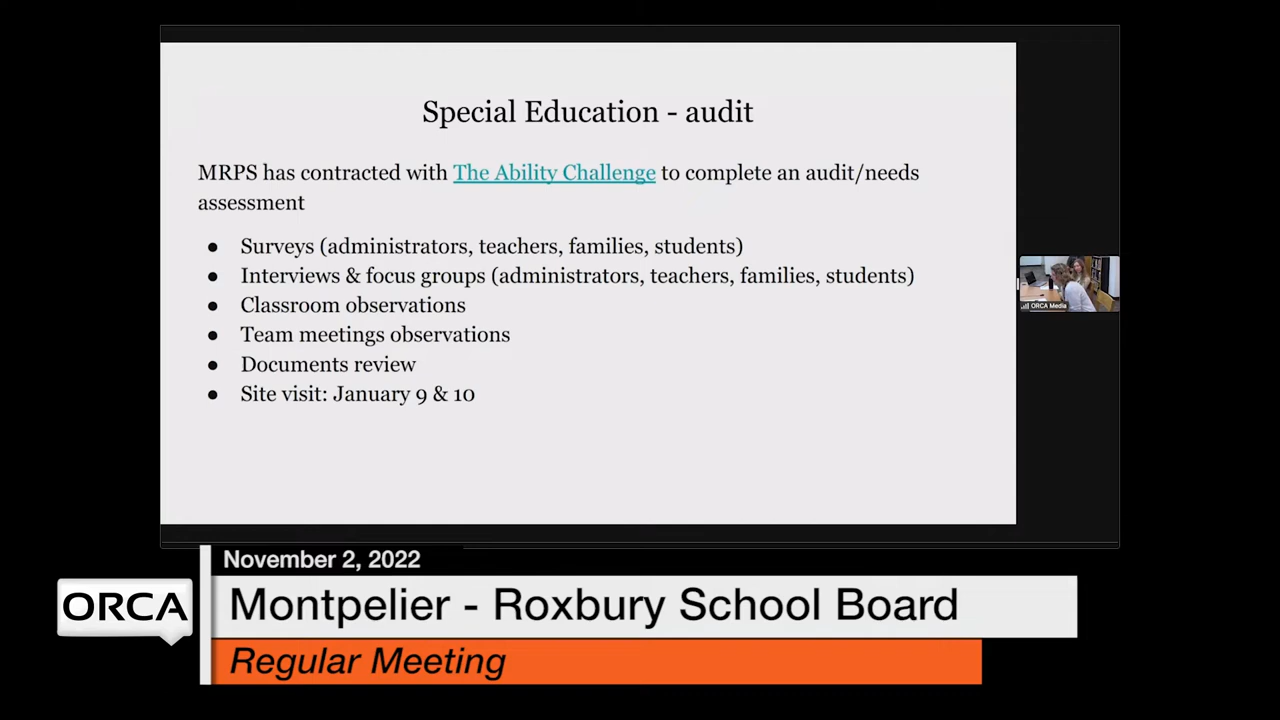 Special Education - audit
MRPS has contracted with The Ability Challenge to complete an audit/needs
assessment
● Surveys (administrators, teachers, families, students)
● Interviews & focus groups (administrators, teachers, families, students)
● Classroom observations
● Team meetings observations
● Documents review
● Site visit: January 9 & 10
ORCA Media
November 2, 2022
ORCA
Montpelier - Roxbury School Board
Regular Meeting